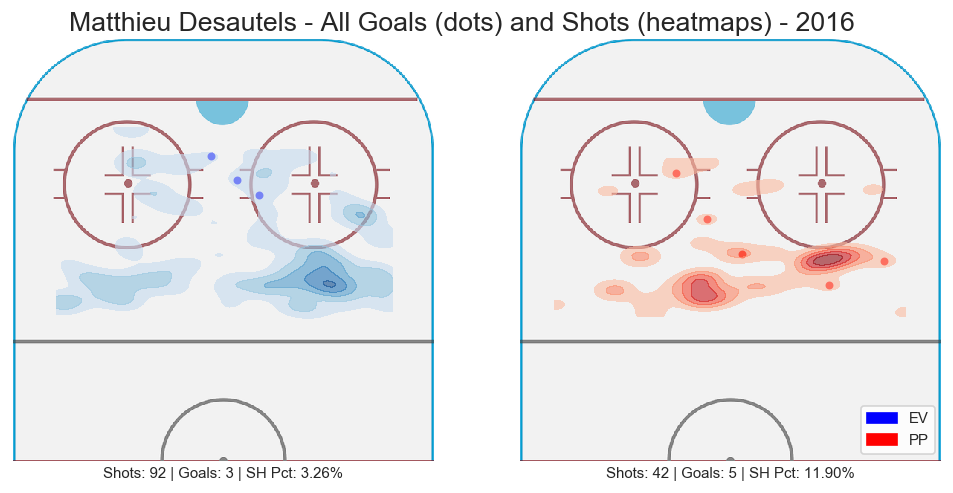 Matthieu Desautels - All Goals (dots) and Shots (heatmaps) - 2016
EV
PP
Shots: 92 | Goals: 3 | SH Pct: 3.26%
Shots: 42 | Goals: 5 | SH Pct: 11.90%